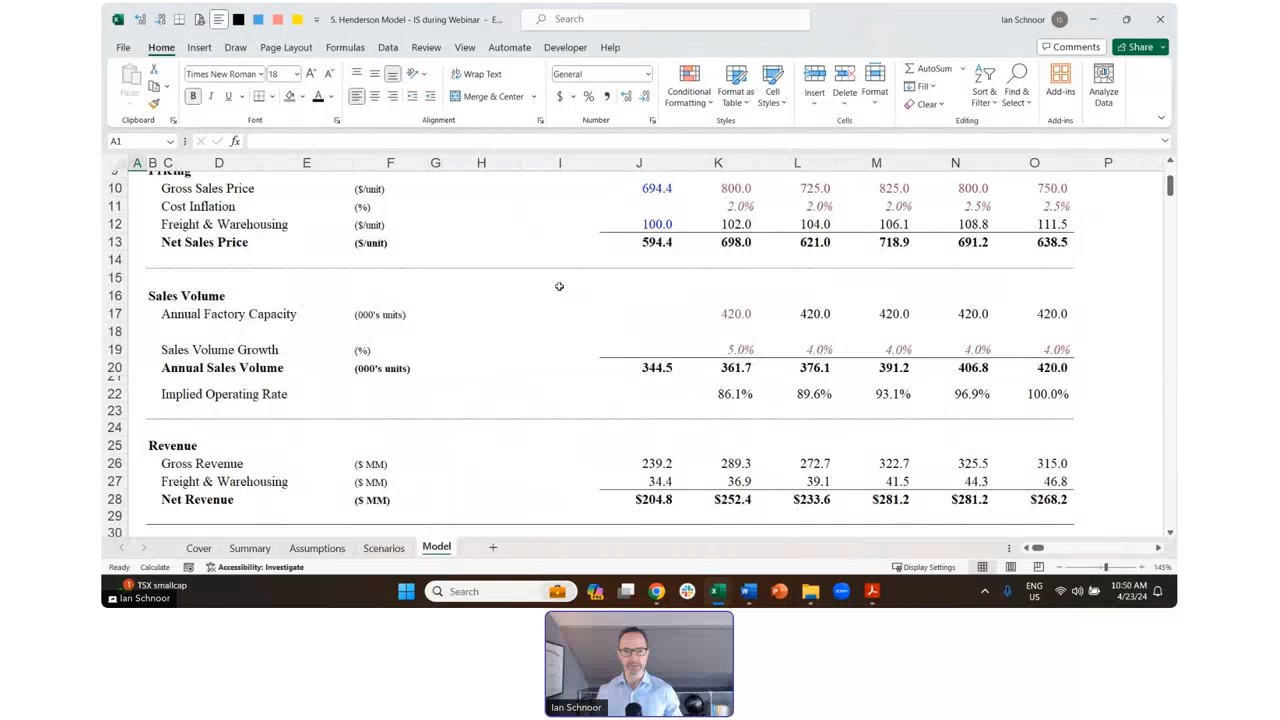 5. Henderson Model - IS during Webinar - E...
Search
Ian Schnoor
IS
File Home Insert Draw Page Layout Formulas Data Review View Automate Developer Help
Comments
Share
Paste
Times New Roman 18
B I U
Wrap Text
Merge & Center
General
$ % ,
Conditional Formatting
Format as Table
Cell Styles
Insert Delete Format
AutoSum
Fill
Clear
Sort & Filter
Find & Select
Add-ins
Analyze Data
Clipboard Font Alignment Number Styles Cells Editing Add-ins
A1 fx
A B C D E F G H I J K L M N O P
9 Pricing
10 Gross Sales Price ($/unit) 694.4 800.0 725.0 825.0 800.0 750.0
11 Cost Inflation (%) 2.0% 2.0% 2.0% 2.5% 2.5%
12 Freight & Warehousing ($/unit) 100.0 102.0 104.0 106.1 108.8 111.5
13 Net Sales Price ($/unit) 594.4 698.0 621.0 718.9 691.2 638.5
14
15
16 Sales Volume
17 Annual Factory Capacity (000's units) 420.0 420.0 420.0 420.0 420.0
18
19 Sales Volume Growth (%) 5.0% 4.0% 4.0% 4.0% 4.0%
20 Annual Sales Volume (000's units) 344.5 361.7 376.1 391.2 406.8 420.0
21
22 Implied Operating Rate 86.1% 89.6% 93.1% 96.9% 100.0%
23
24
25 Revenue
26 Gross Revenue ($ MM) 239.2 289.3 272.7 322.7 325.5 315.0
27 Freight & Warehousing ($ MM) 34.4 36.9 39.1 41.5 44.3 46.8
28 Net Revenue ($ MM) $204.8 $252.4 $233.6 $281.2 $281.2 $268.2
29
30
Cover Summary Assumptions Scenarios Model
Ready Calculate Accessibility: Investigate Display Settings 145%
1 TSX smallcap
Ian Schnoor
Search
ENG US
10:50 AM
4/23/24
Ian Schnoor